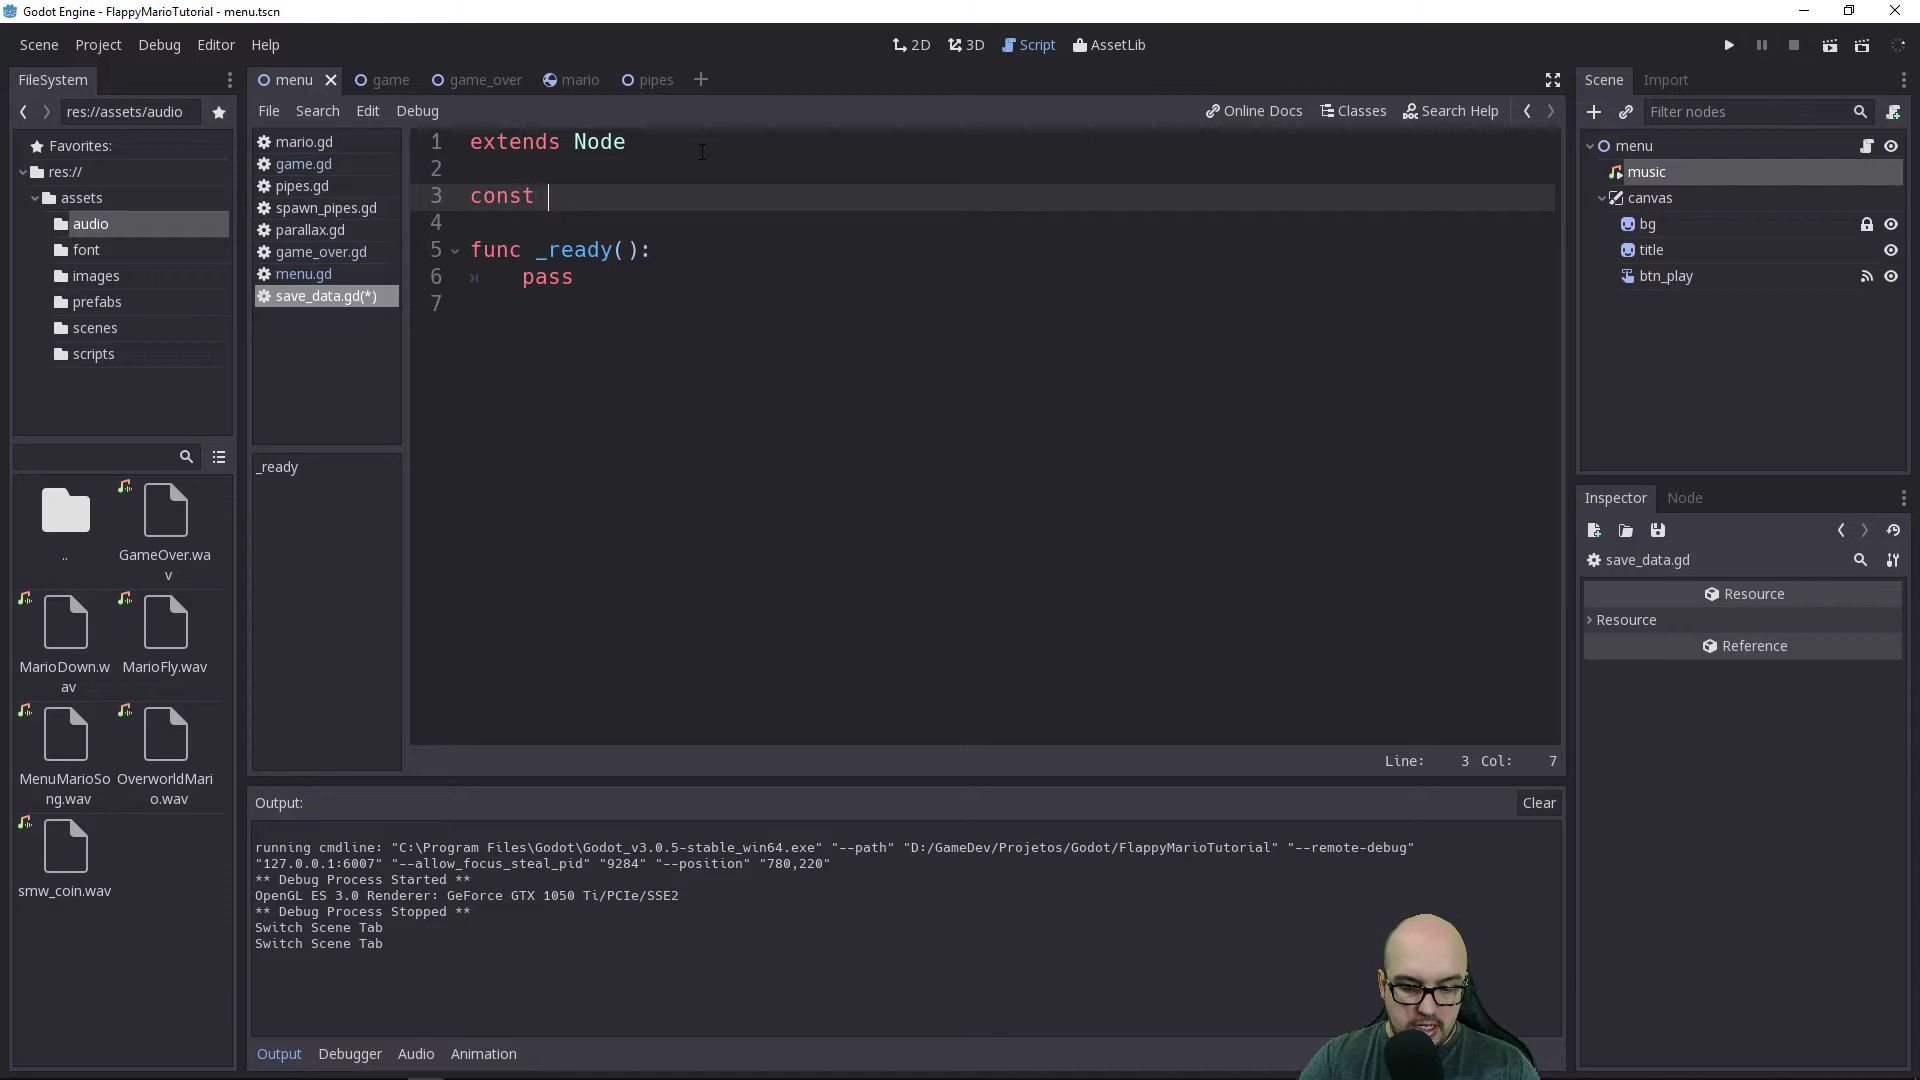 Godot Engine - FlappyMarioTutorial - menu.tscn
Scene Project Debug Editor Help
2D 3D Script AssetLib
FileSystem
res://assets/audio
Favorites:
res://
assets
audio
font
images
prefabs
scenes
scripts
..
GameOver.wa
v
MarioDown.w
av
MarioFly.wav
MenuMarioSo
ng.wav
OverworldMari
o.wav
smw_coin.wav
menu game game_over mario pipes
File Search Edit Debug
Online Docs Classes Search Help
mario.gd
game.gd
pipes.gd
spawn_pipes.gd
parallax.gd
game_over.gd
menu.gd
save_data.gd(*)
_ready
1 extends Node
2
3 const
4
5 func _ready():
6 pass
7
Line: 3 Col: 7
Output:
Clear
running cmdline: "C:\Program Files\Godot\Godot_v3.0.5-stable_win64.exe" "--path" "D:/GameDev/Projetos/Godot/FlappyMarioTutorial" "--remote-debug"
"127.0.0.1:6007" "--allow_focus_steal_pid" "9284" "--position" "780,220"
** Debug Process Started **
OpenGL ES 3.0 Renderer: GeForce GTX 1050 Ti/PCIe/SSE2
** Debug Process Stopped **
Switch Scene Tab
Switch Scene Tab
Output Debugger Audio Animation
Scene Import
Filter nodes
menu
music
canvas
bg
title
btn_play
Inspector Node
save_data.gd
Resource
Resource
Reference